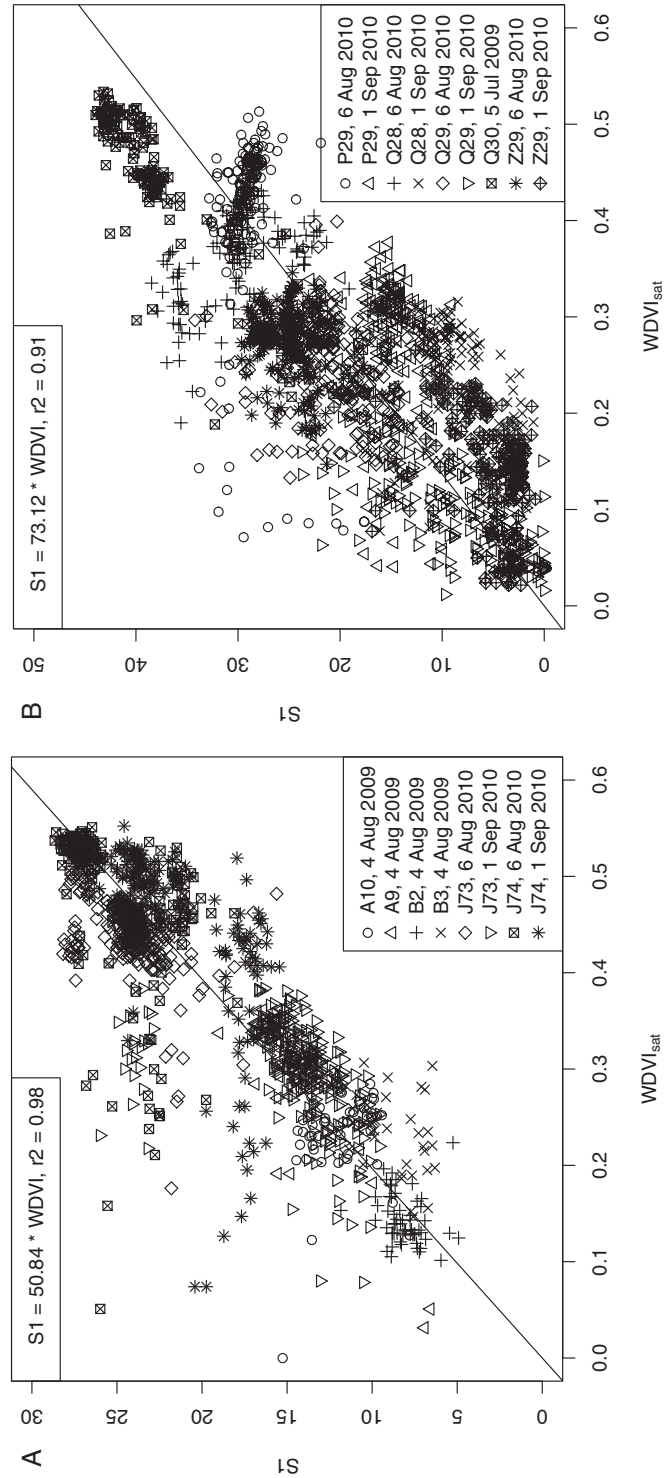 A
S1 = 50.84 * WDVI, r2 = 0.98
30
25
20
15
10
5
0
S1
0.0 0.1 0.2 0.3 0.4 0.5 0.6
WDVIsat
A10, 4 Aug 2009
A9, 4 Aug 2009
B2, 4 Aug 2009
B3, 4 Aug 2009
J73, 6 Aug 2010
J73, 1 Sep 2010
J74, 6 Aug 2010
J74, 1 Sep 2010
B
S1 = 73.12 * WDVI, r2 = 0.91
50
40
30
20
10
0
S1
0.0 0.1 0.2 0.3 0.4 0.5 0.6
WDVIsat
P29, 6 Aug 2010
P29, 1 Sep 2010
Q28, 6 Aug 2010
Q28, 1 Sep 2010
Q29, 6 Aug 2010
Q29, 1 Sep 2010
Q30, 5 Jul 2009
Z29, 6 Aug 2010
Z29, 1 Sep 2010